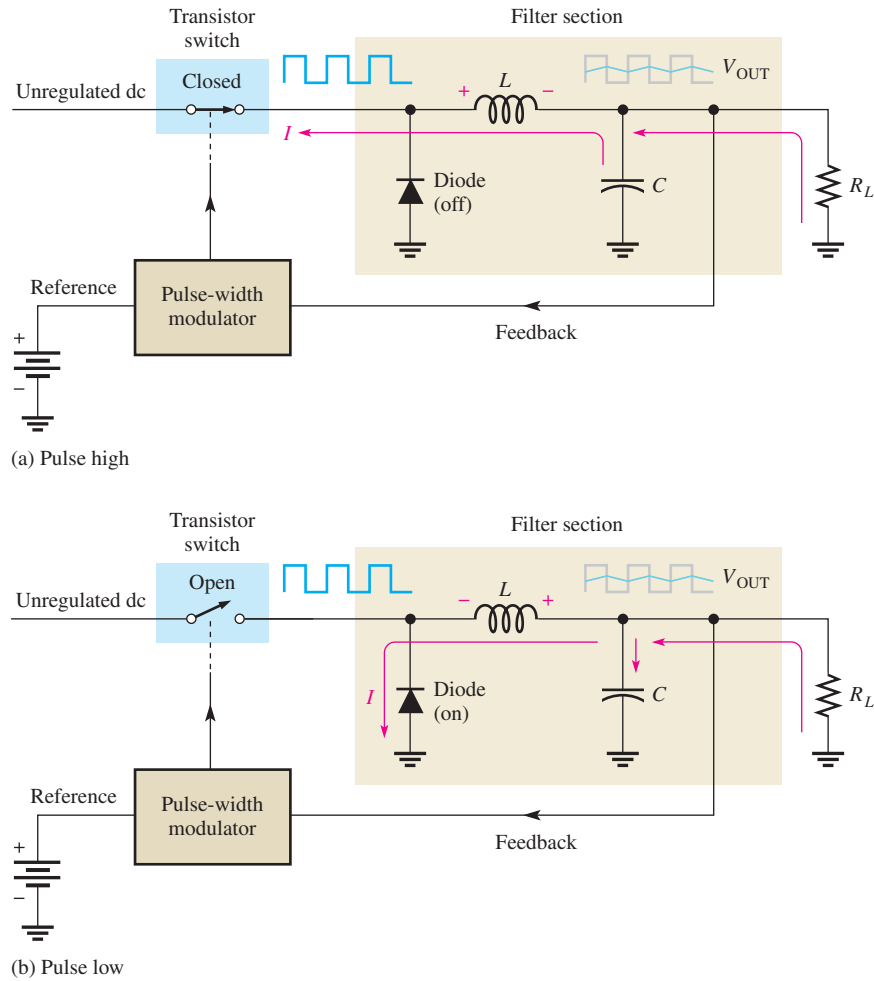 Transistor
switch
Filter section
Closed
Unregulated dc
L
+ −
V_OUT
I
Diode
(off)
C
R_L
Reference
Pulse-width
modulator
Feedback
+
−
(a) Pulse high
Transistor
switch
Filter section
Open
Unregulated dc
L
− +
V_OUT
I
Diode
(on)
C
R_L
Reference
Pulse-width
modulator
Feedback
+
−
(b) Pulse low